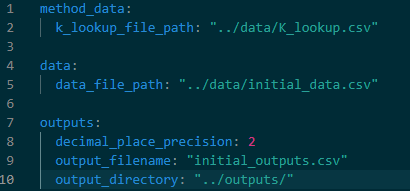 1 method_data:
2   k_lookup_file_path: "../data/K_lookup.csv"
3
4 data:
5   data_file_path: "../data/initial_data.csv"
6
7 outputs:
8   decimal_place_precision: 2
9   output_filename: "initial_outputs.csv"
10   output_directory: "../outputs/"